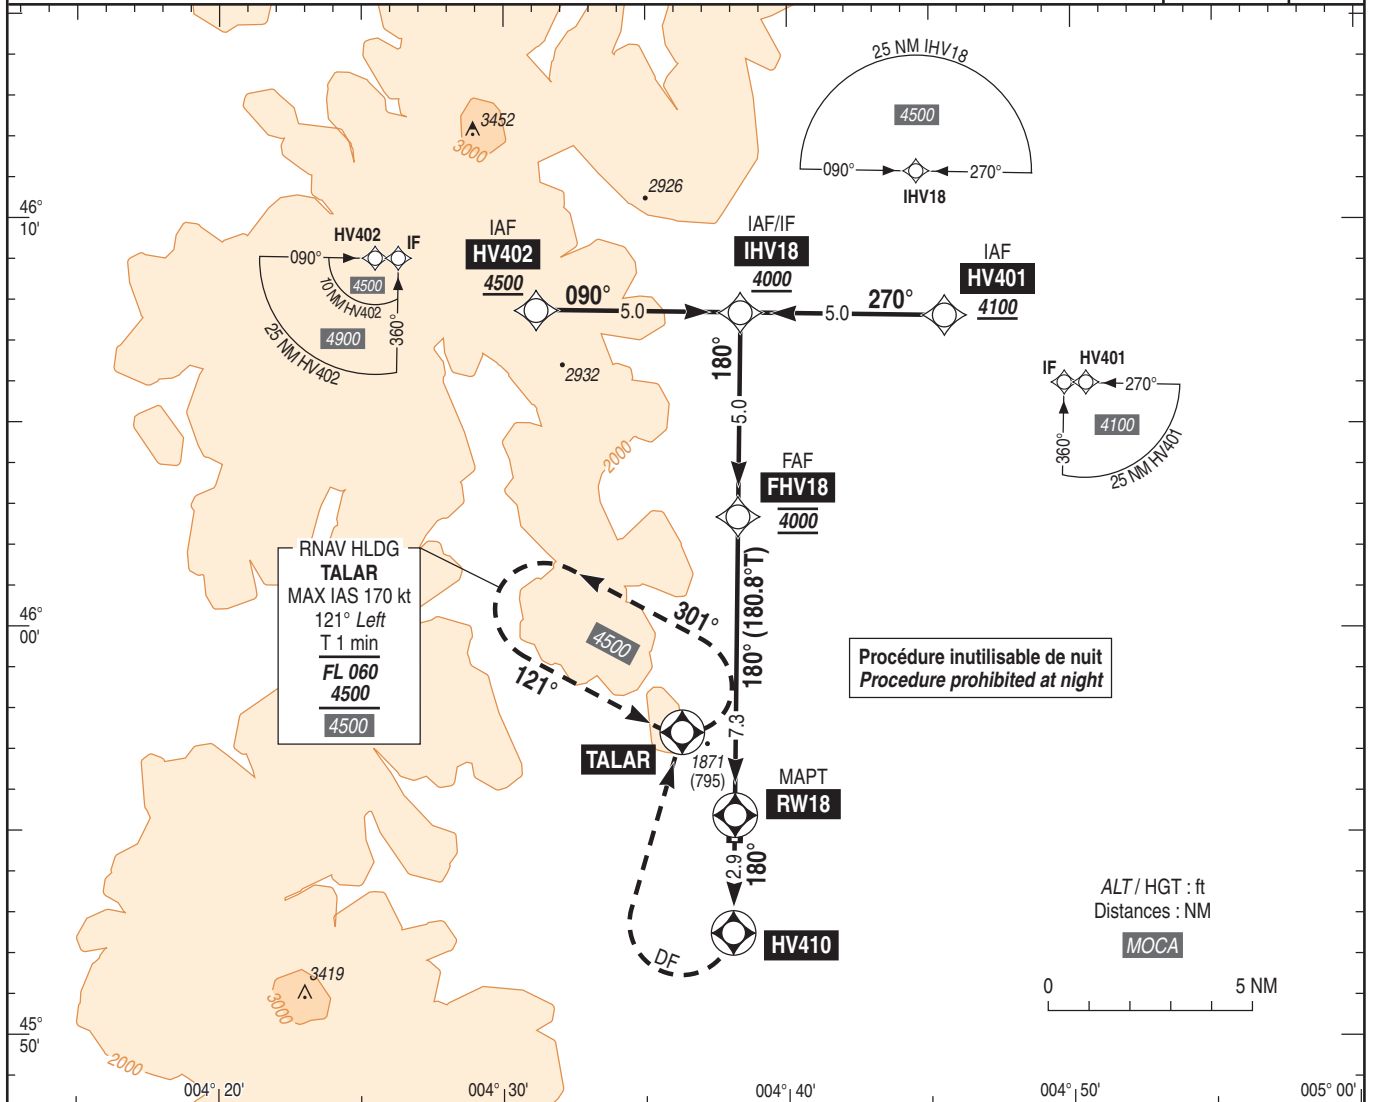 25 NM IHV18
4500
090°
270°
IHV18
3452
3000
2926
46°
10'
HV402
IF
090°
4500
10 NM HV402
360°
4900
25 NM HV402
IAF
HV402
4500
IAF/IF
IHV18
4000
IAF
HV401
4100
090°
5.0
5.0
270°
180°
5.0
2932
2000
IF
HV401
270°
4100
360°
25 NM HV401
FAF
FHV18
4000
RNAV HLDG
TALAR
MAX IAS 170 kt
121° Left
T 1 min
FL 060
4500
4500
301°
4500
121°
180° (180.8°T)
7.3
46°
00'
Procédure inutilisable de nuit
Procedure prohibited at night
TALAR
1871
(795)
MAPT
RW18
2.9
180°
HV410
DF
ALT / HGT : ft
Distances : NM
MOCA
0
5 NM
3419
3000
2000
45°
50'
004° 20'
004° 30'
004° 40'
004° 50'
005° 00'